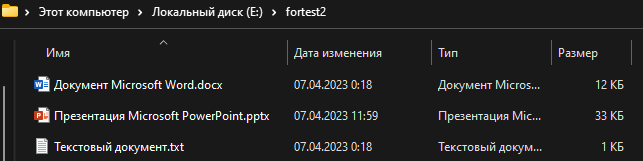 Этот компьютер > Локальный диск (E:) > fortest2
Имя Дата изменения Тип Размер
Документ Microsoft Word.docx 07.04.2023 0:18 Документ Micros... 12 КБ
Презентация Microsoft PowerPoint.pptx 07.04.2023 11:59 Презентация Mic... 33 КБ
Текстовый документ.txt 07.04.2023 0:18 Текстовый докум... 1 КБ